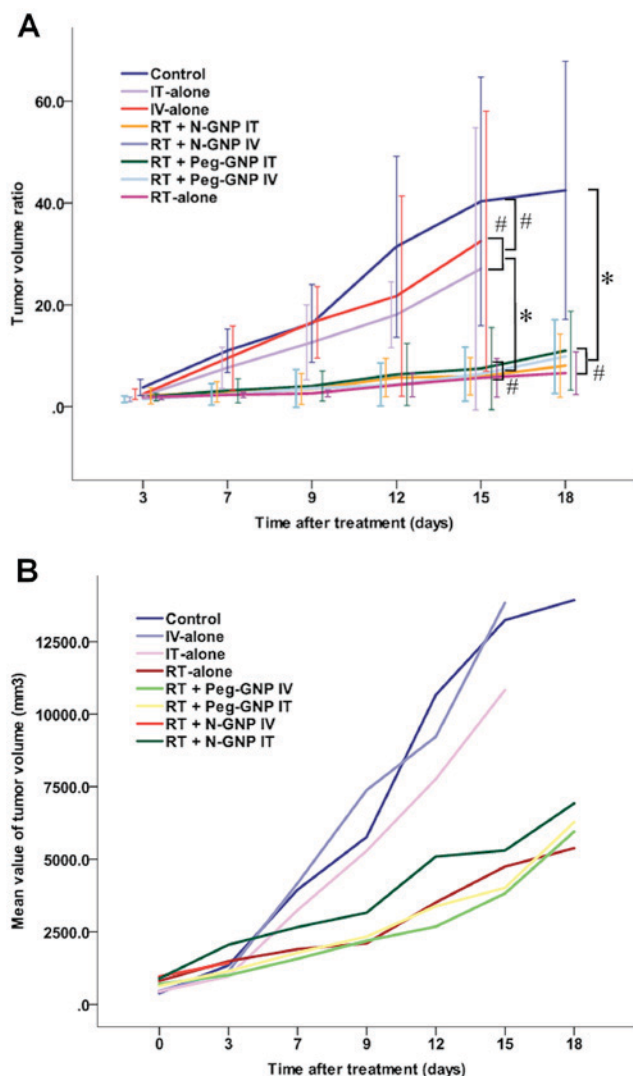 A
Tumor volume ratio
60.0
40.0
20.0
.0
Control
IT-alone
IV-alone
RT + N-GNP IT
RT + N-GNP IV
RT + Peg-GNP IT
RT + Peg-GNP IV
RT-alone
#
#
*
*
#
#
3 7 9 12 15 18
Time after treatment (days)
B
Mean value of tumor volume (mm3)
12500.0
10000.0
7500.0
5000.0
2500.0
.0
Control
IV-alone
IT-alone
RT-alone
RT + Peg-GNP IV
RT + Peg-GNP IT
RT + N-GNP IV
RT + N-GNP IT
0 3 7 9 12 15 18
Time after treatment (days)